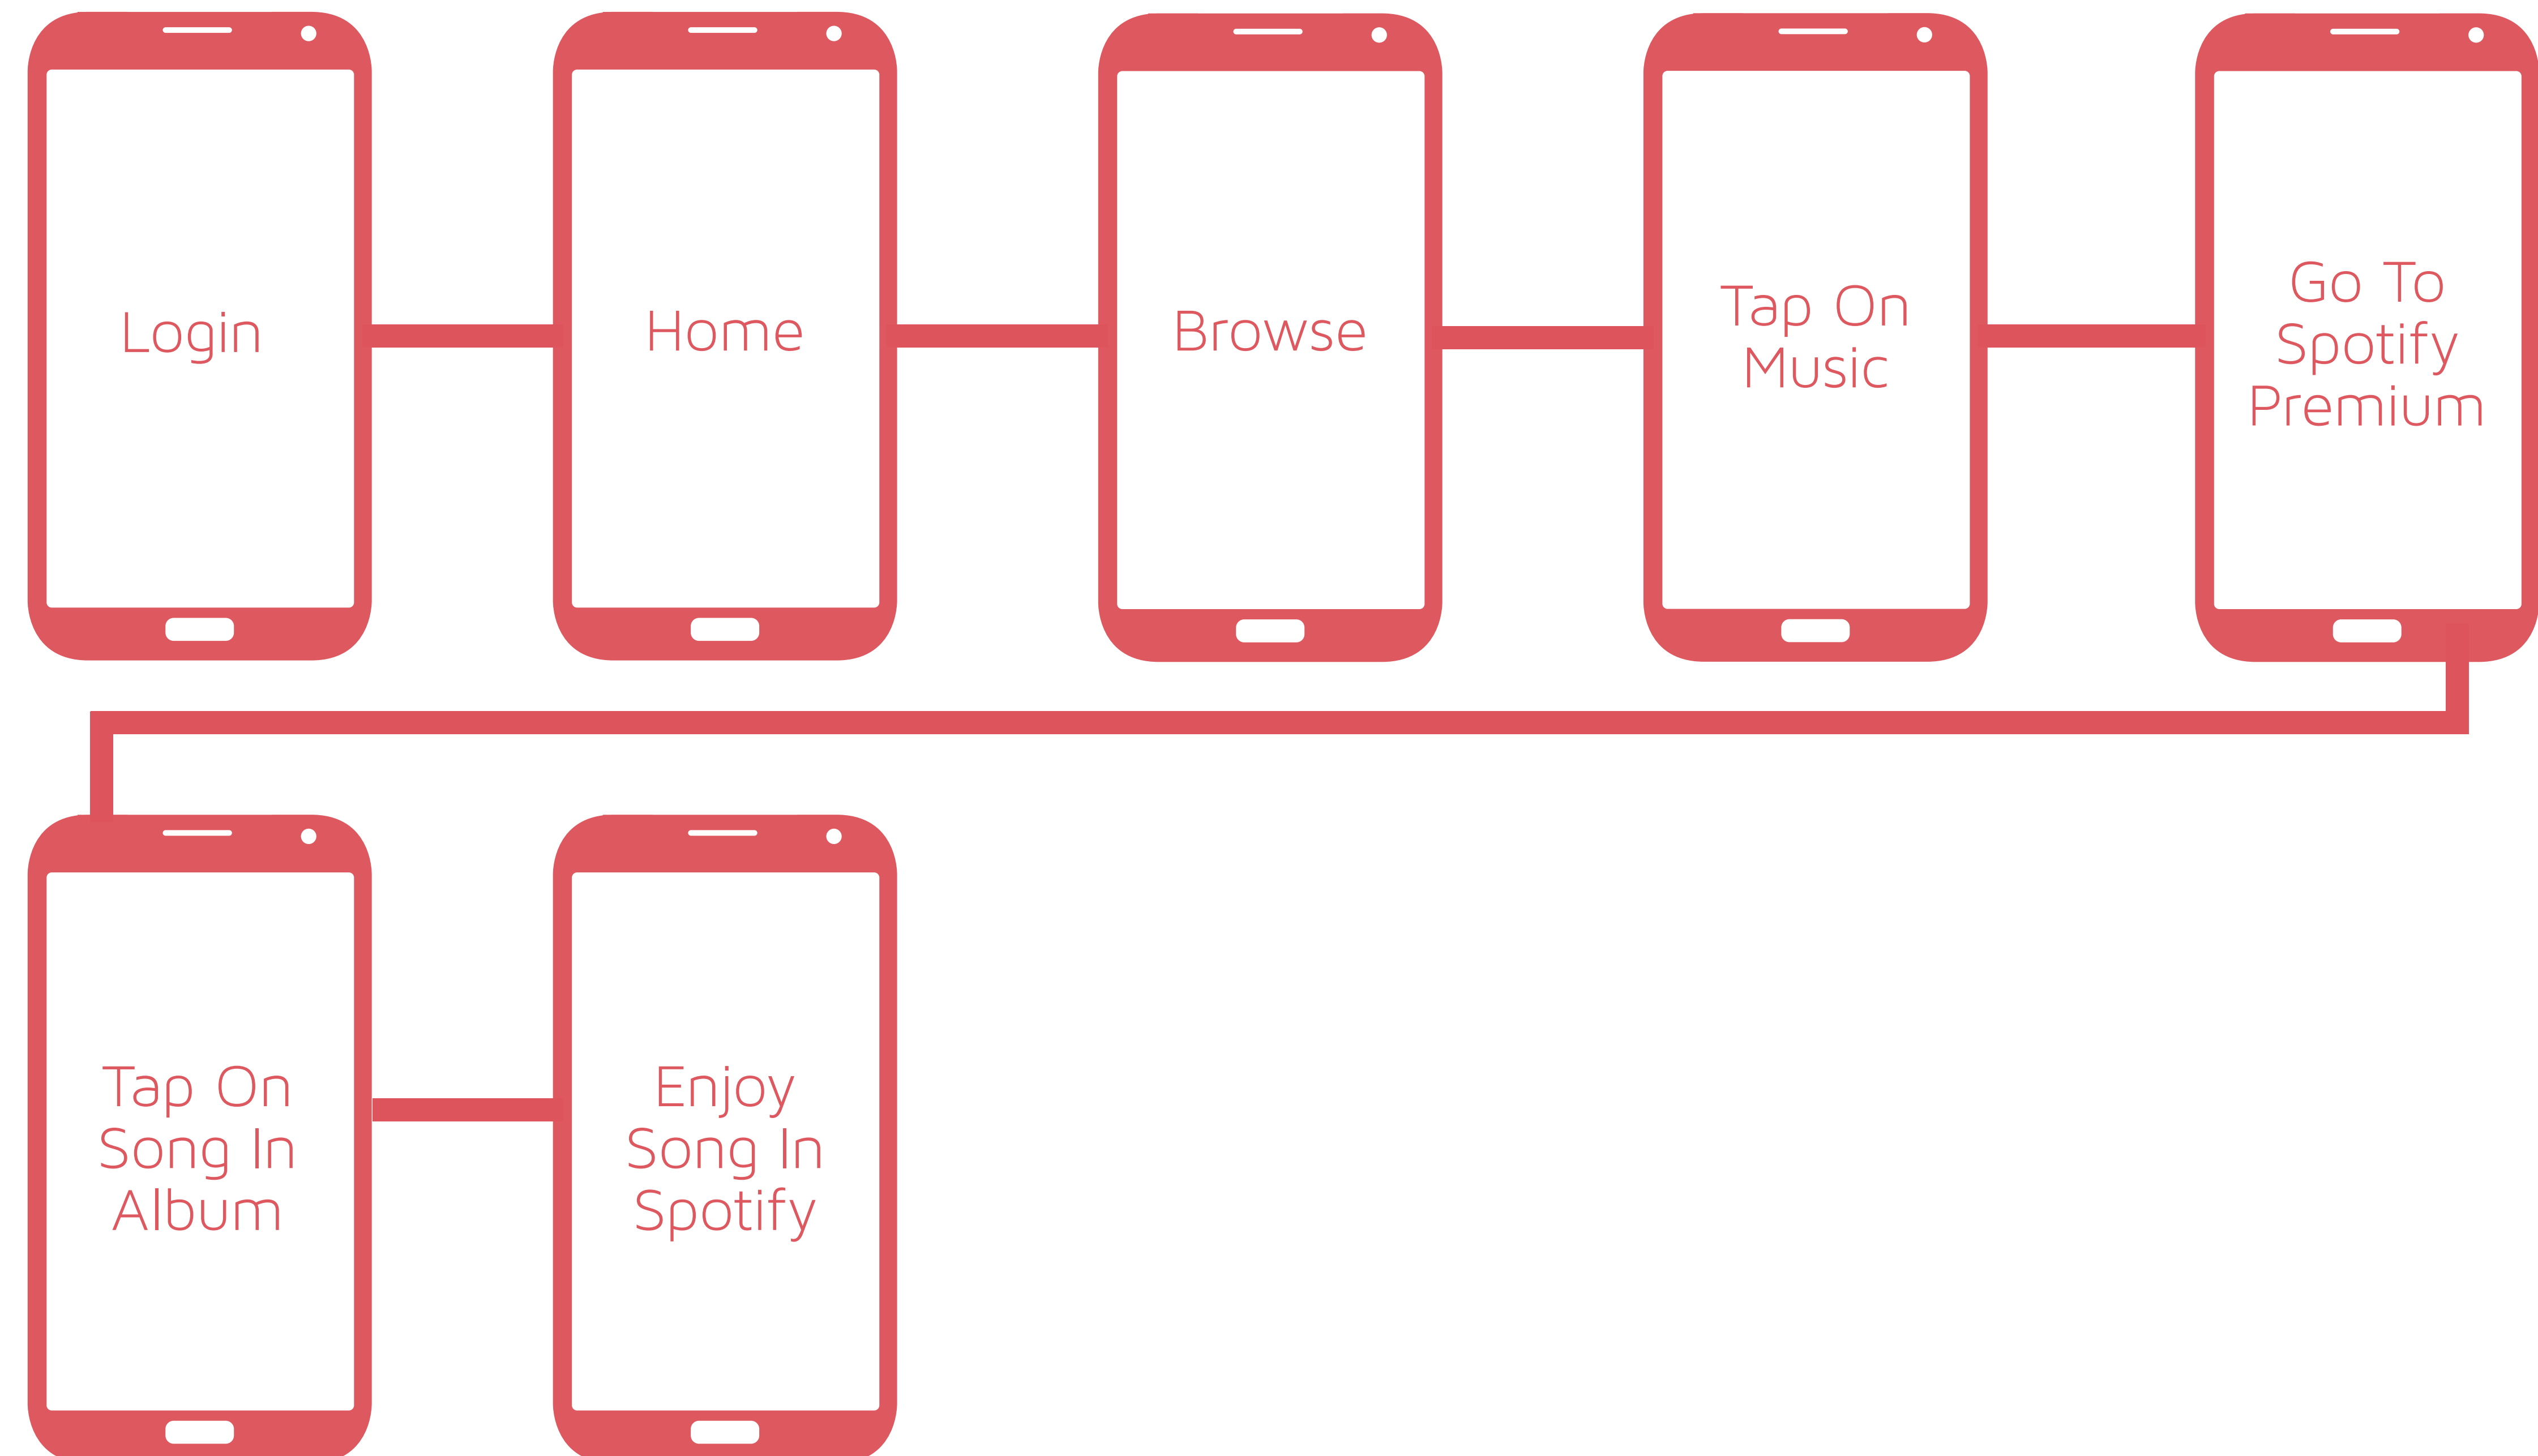 Login
Home
Browse
Tap On
Music
Go To
Spotify
Premium
Tap On
Song In
Album
Enjoy
Song In
Spotify